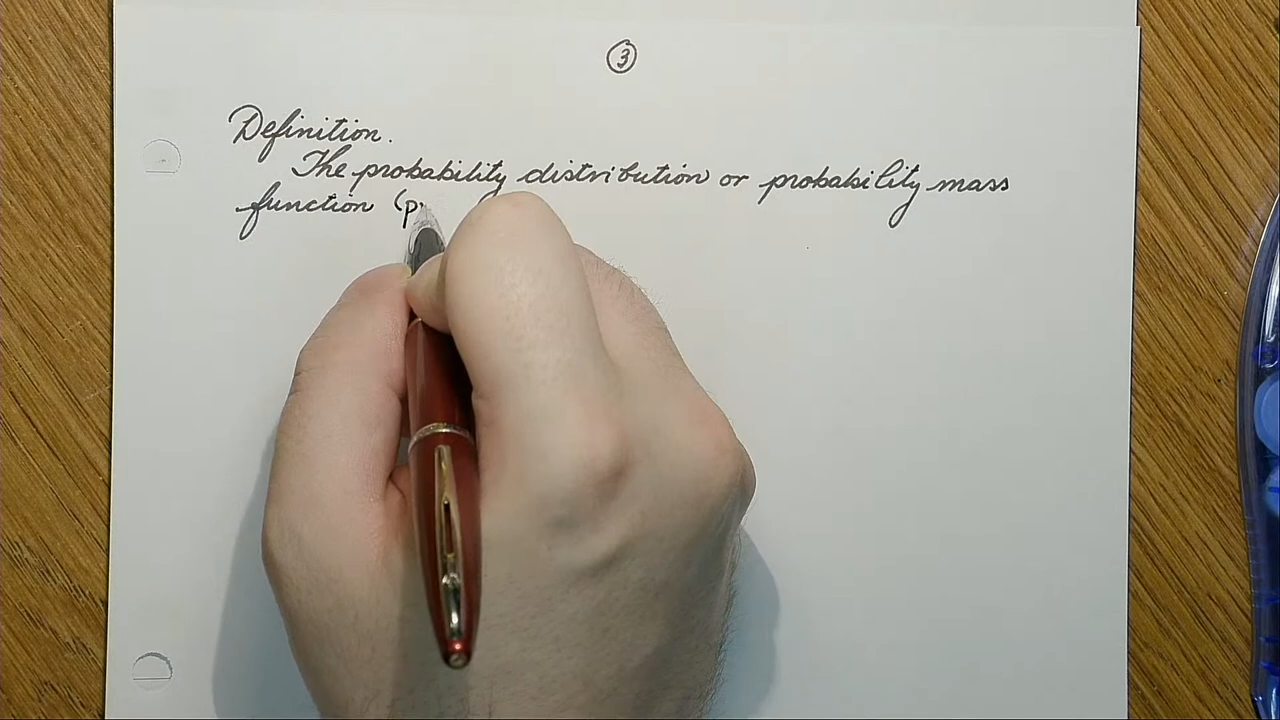 3
Definition.
The probability distribution or probability mass
function (p